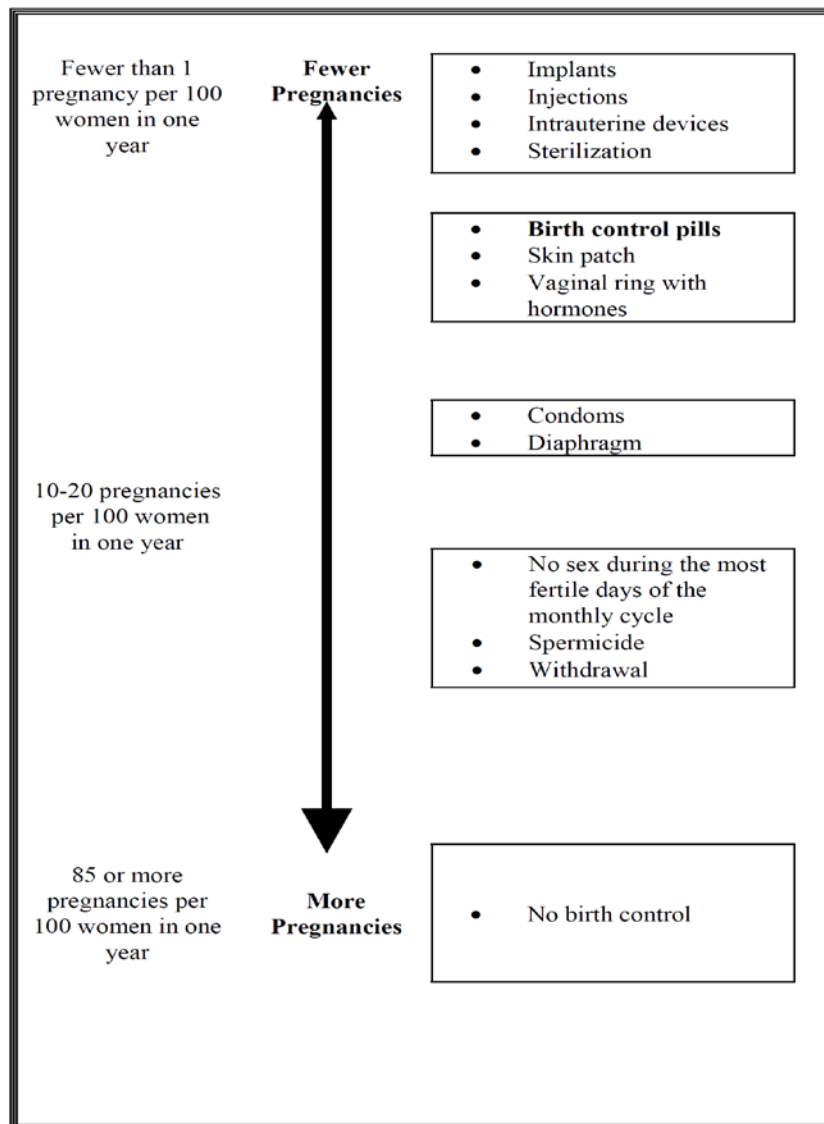 Fewer than 1
pregnancy per 100
women in one
year
Fewer
Pregnancies
• Implants
• Injections
• Intrauterine devices
• Sterilization
• Birth control pills
• Skin patch
• Vaginal ring with
hormones
• Condoms
• Diaphragm
10-20 pregnancies
per 100 women
in one year
• No sex during the most
fertile days of the
monthly cycle
• Spermicide
• Withdrawal
85 or more
pregnancies per
100 women in one
year
More
Pregnancies
• No birth control